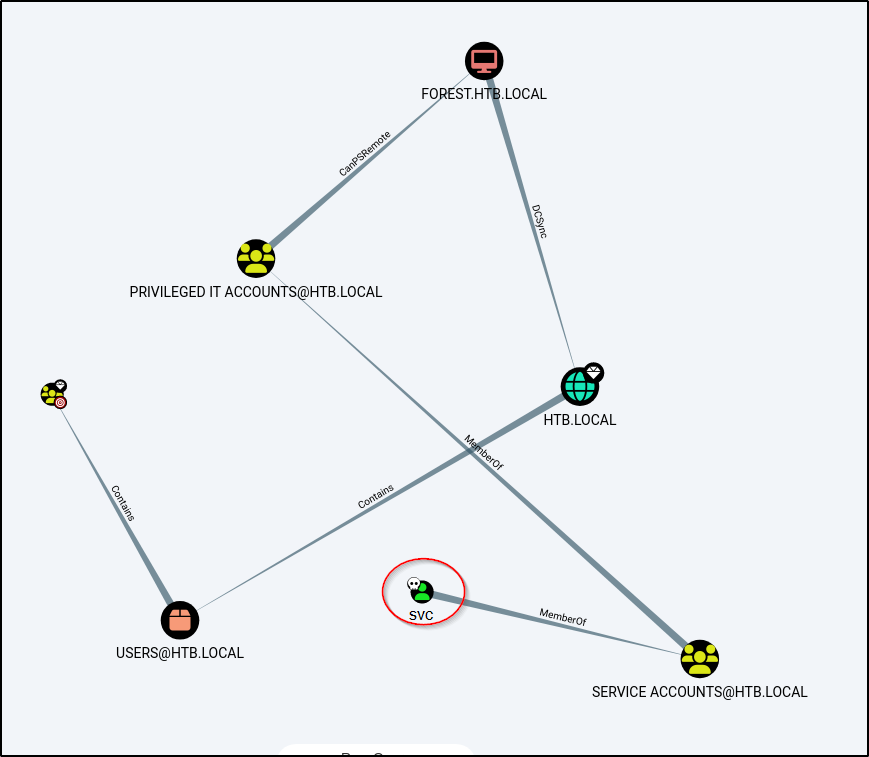 FOREST.HTB.LOCAL
CanPSRemote
DCSync
PRIVILEGED IT ACCOUNTS@HTB.LOCAL
HTB.LOCAL
MemberOf
Contains
Contains
SVC
MemberOf
USERS@HTB.LOCAL
SERVICE ACCOUNTS@HTB.LOCAL